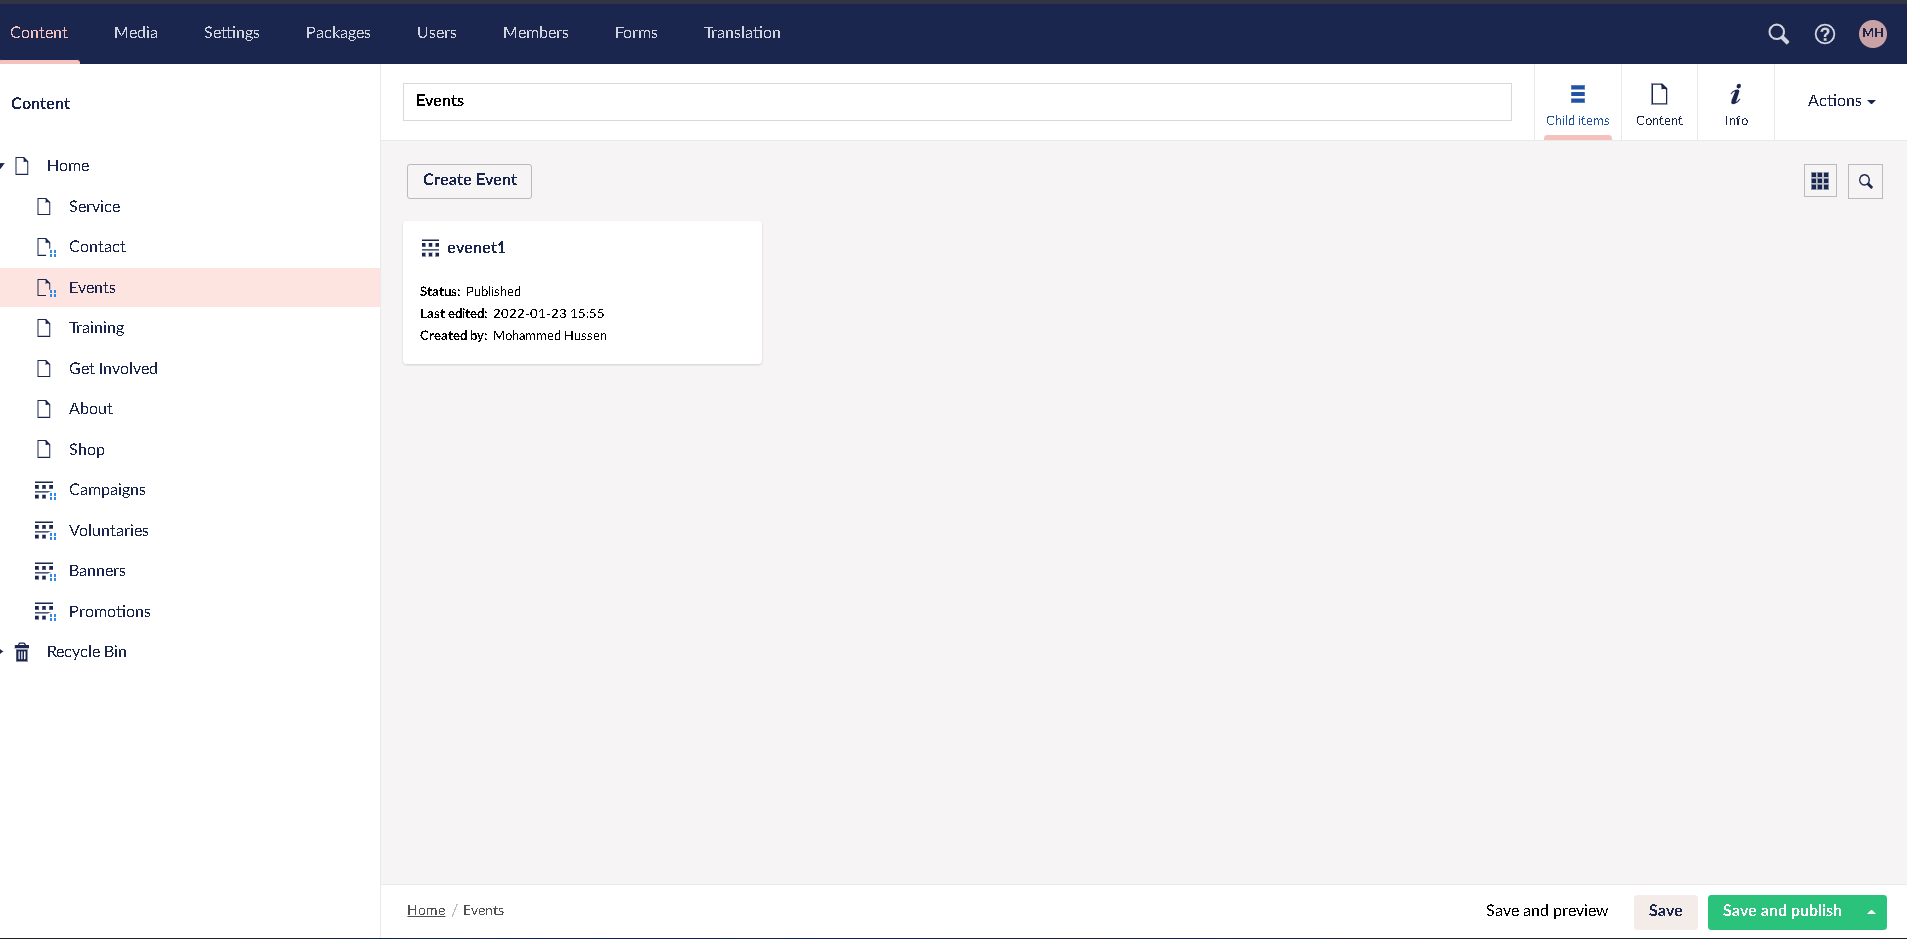 Content Media Settings Packages Users Members Forms Translation MH
Content
Home
Service
Contact
Events
Training
Get Involved
About
Shop
Campaigns
Voluntaries
Banners
Promotions
Recycle Bin
Events
Child items Content Info Actions
Create Event
evenet1
Status: Published
Last edited: 2022-01-23 15:55
Created by: Mohammed Hussen
Home / Events
Save and preview Save Save and publish